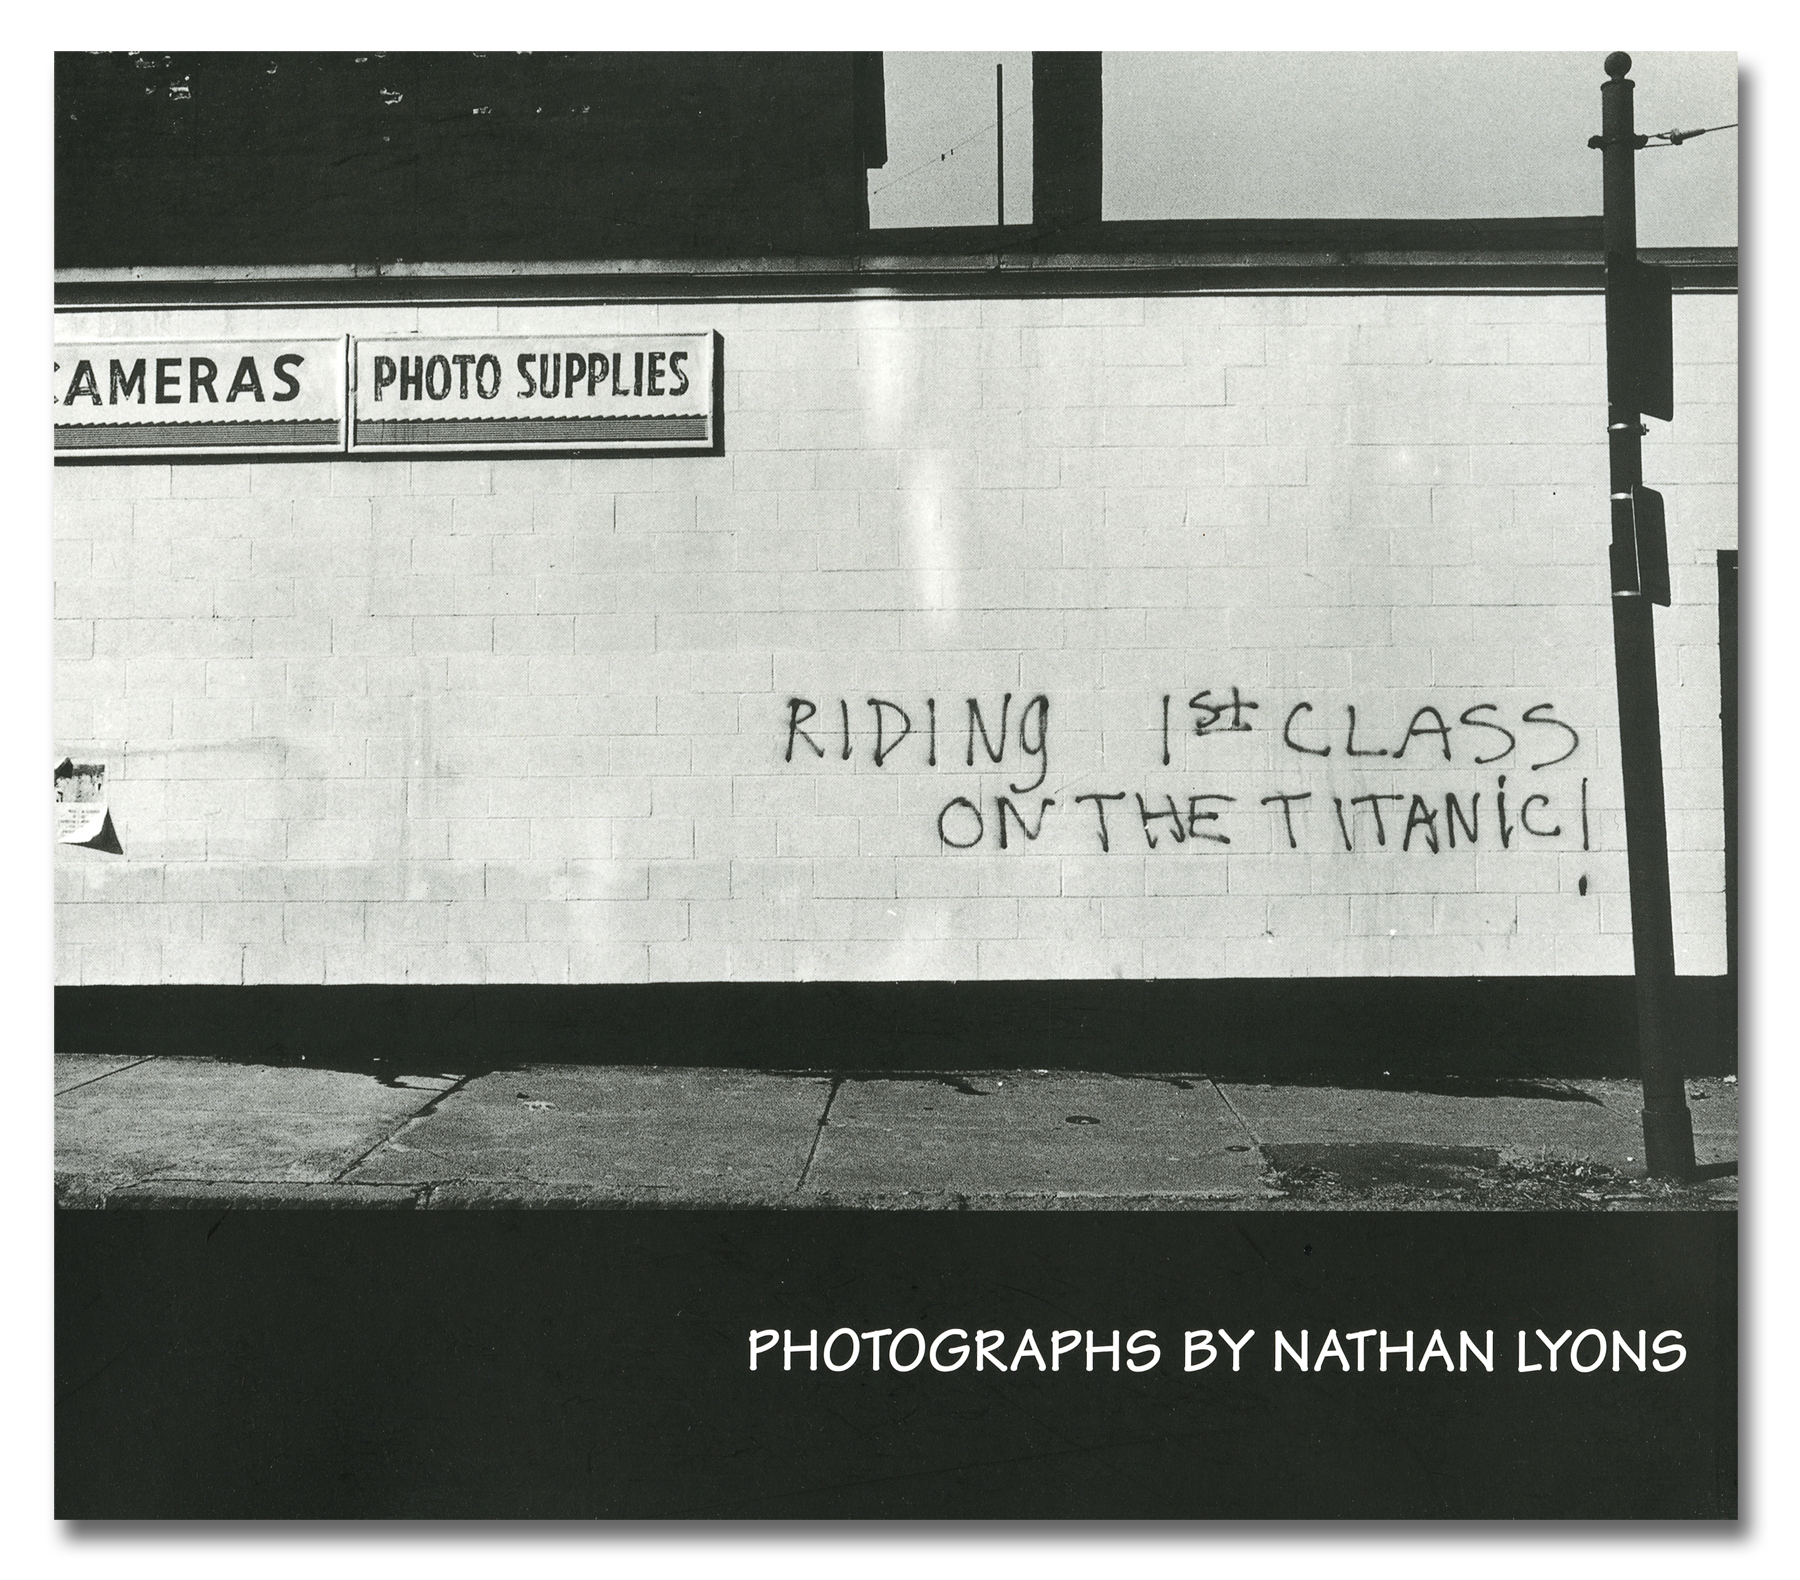 CAMERAS PHOTO SUPPLIES
RIDINg 1st CLASS
ON THE TITANiC!
PHOTOGRAPHS BY NATHAN LYONS